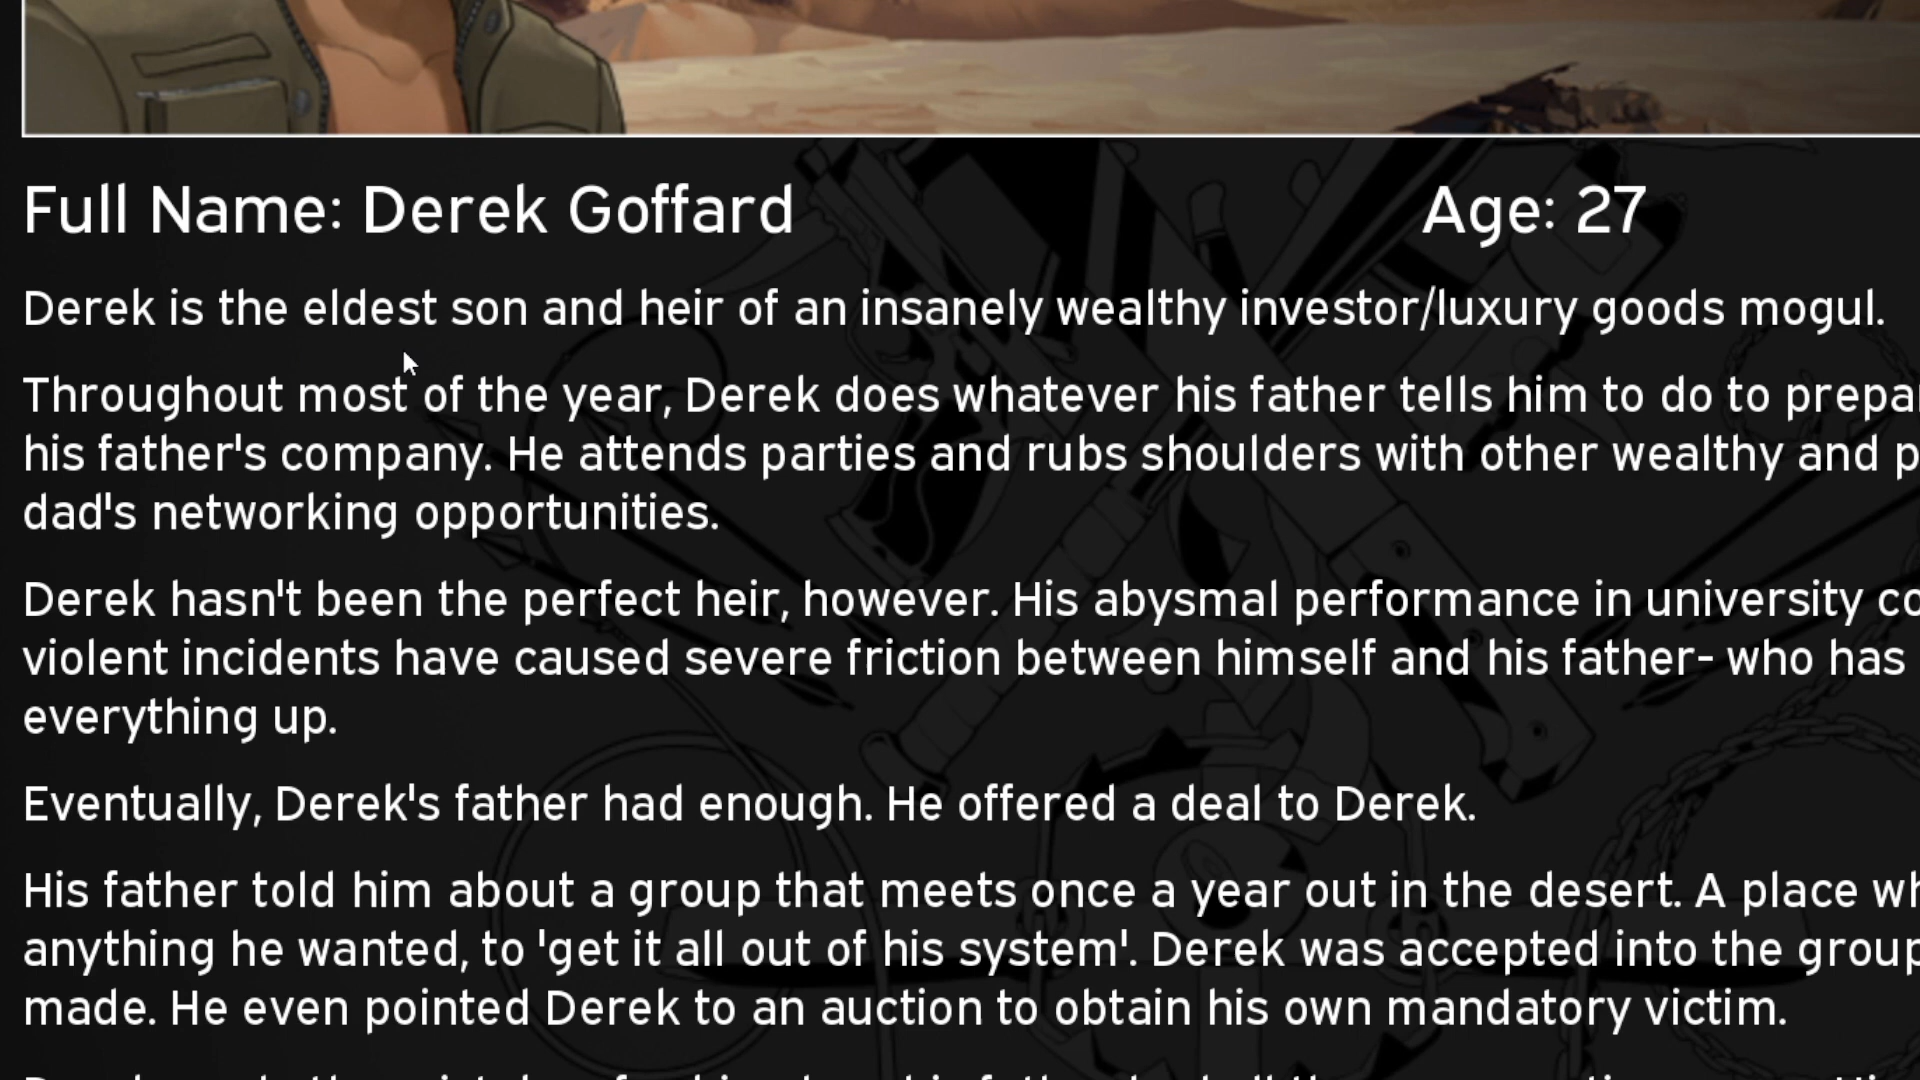 Full Name: Derek Goffard
Age: 27
Derek is the eldest son and heir of an insanely wealthy investor/luxury goods mogul.
Throughout most of the year, Derek does whatever his father tells him to do to
his father's company. He attends parties and rubs shoulders with other wealthy and
dad's networking opportunities.
Derek hasn't been the perfect heir, however. His abysmal performance in university
violent incidents have caused severe friction between himself and his father- who has
everything up.
Eventually, Derek's father had enough. He offered a deal to Derek.
His father told him about a group that meets once a year out in the desert. A place
anything he wanted, to 'get it all out of his system'. Derek was accepted into the group
made. He even pointed Derek to an auction to obtain his own mandatory victim.